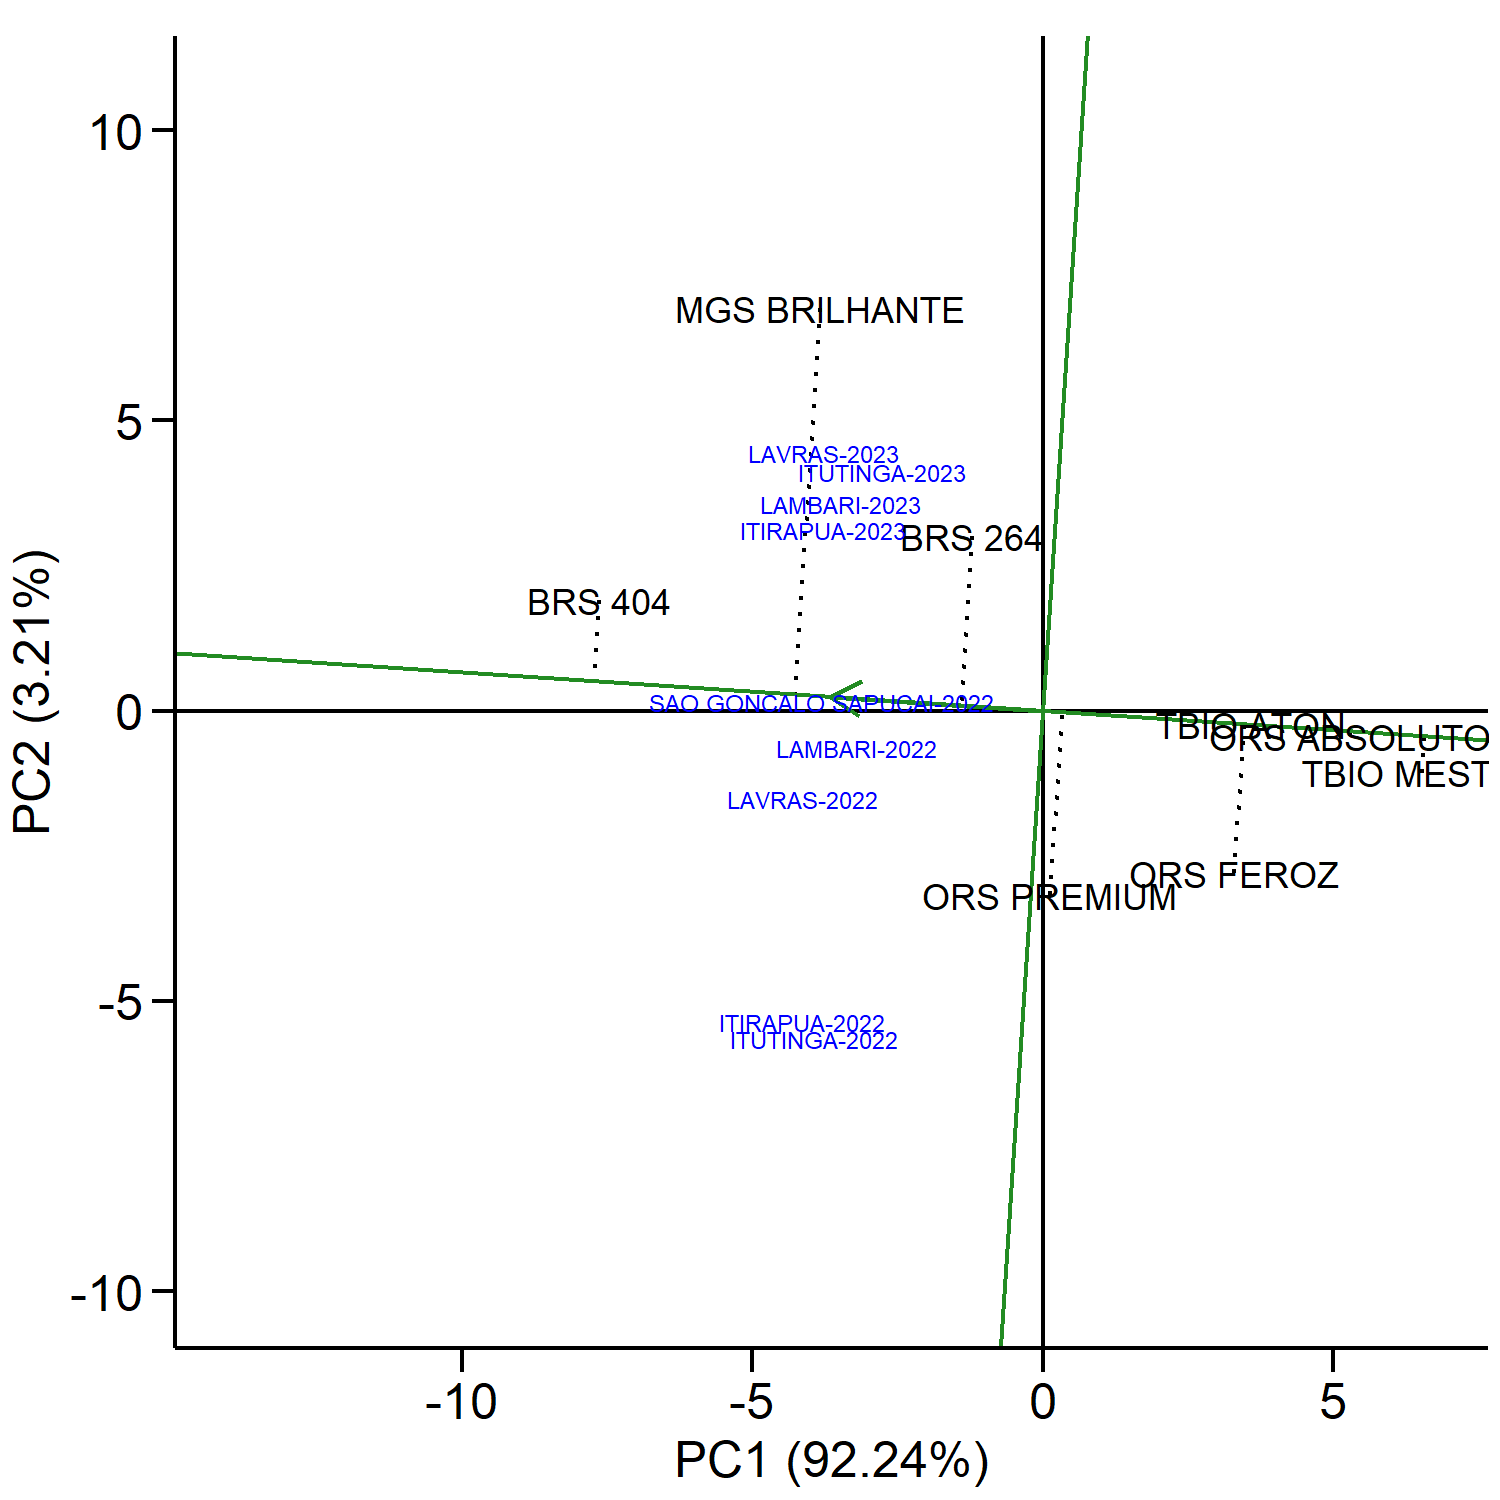 10
MGS BRILHANTE
5
LAVRAS-2023
ITUTINGA-2023
LAMBARI-2023
ITIRAPUA-2023
BRS 264
BRS 404
PC2 (3.21%)
0
SAO GONCALO SAPUCAI-2022
TBIO ATON
ORS ABSOLUTO
LAMBARI-2022
TBIO MEST
LAVRAS-2022
ORS FEROZ
ORS PREMIUM
-5
ITIRAPUA-2022
ITUTINGA-2022
-10
-10 -5 0 5
PC1 (92.24%)